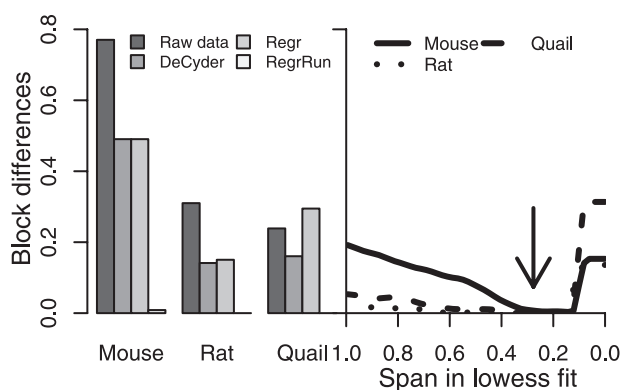 0.8
0.6
0.4
0.2
0.0
Block differences
Raw data
DeCyder
Regr
RegrRun
Mouse
Rat
Quail
Mouse
Rat
Quail
1.0
0.8
0.6
0.4
0.2
0.0
Span in lowess fit